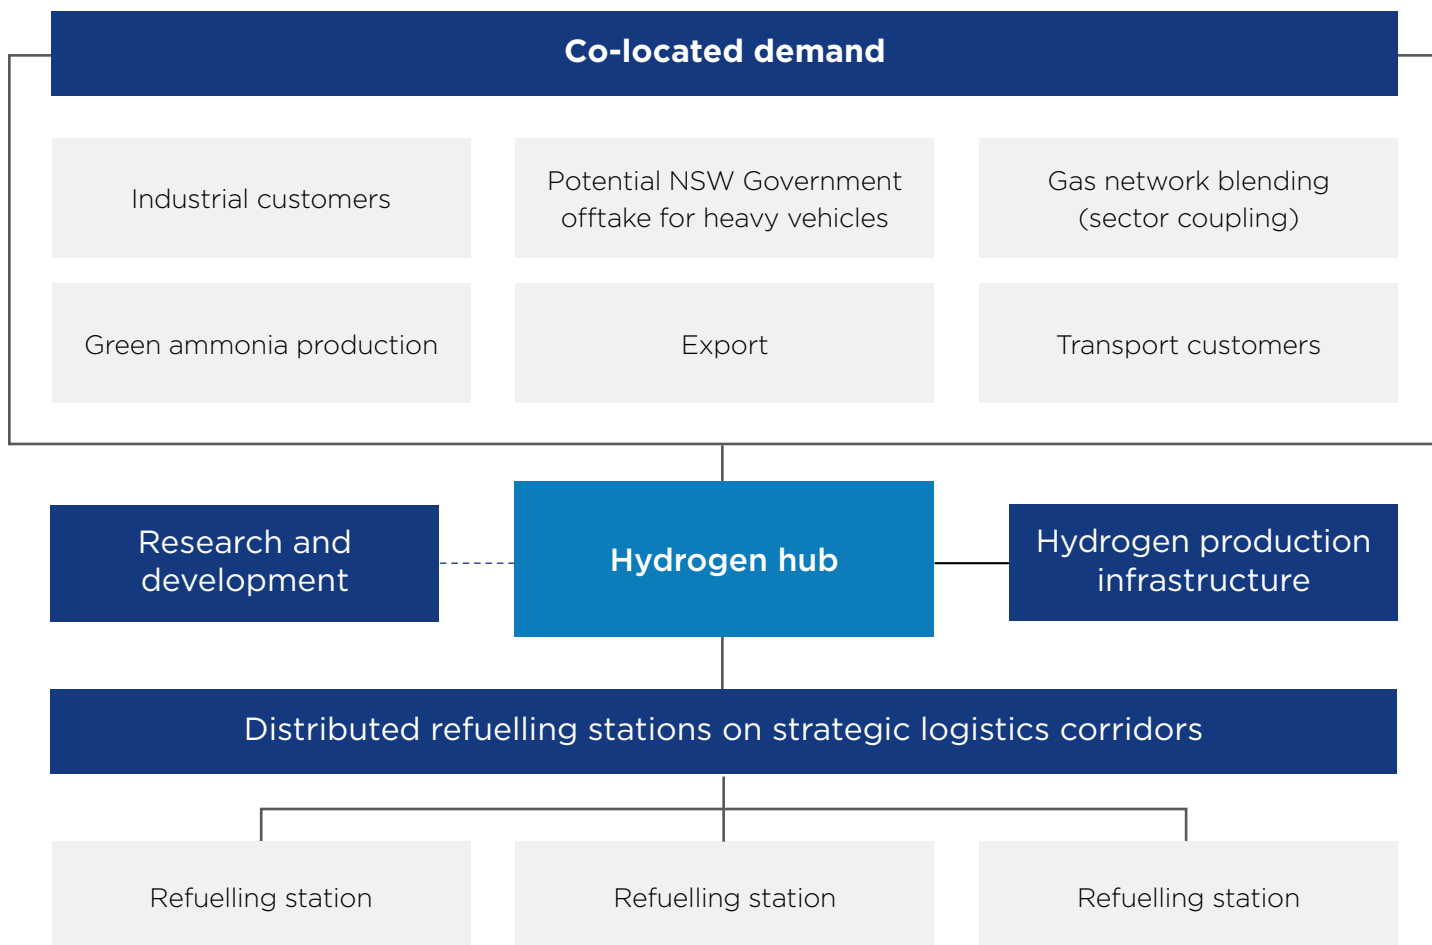 Co-located demand
Industrial customers
Potential NSW Government
offtake for heavy vehicles
Gas network blending
(sector coupling)
Green ammonia production
Export
Transport customers
Research and
development
Hydrogen hub
Hydrogen production
infrastructure
Distributed refuelling stations on strategic logistics corridors
Refuelling station
Refuelling station
Refuelling station